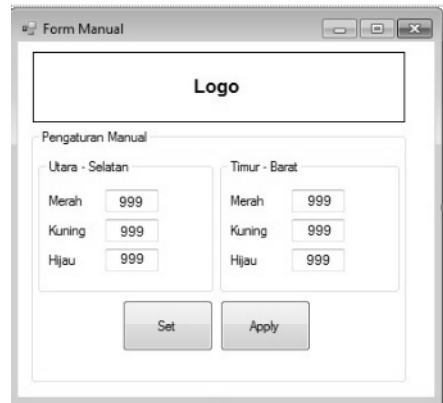 Form Manual
Logo
Pengaturan Manual
Utara - Selatan
Merah 999
Kuning 999
Hijau 999
Timur - Barat
Merah 999
Kuning 999
Hijau 999
Set Apply